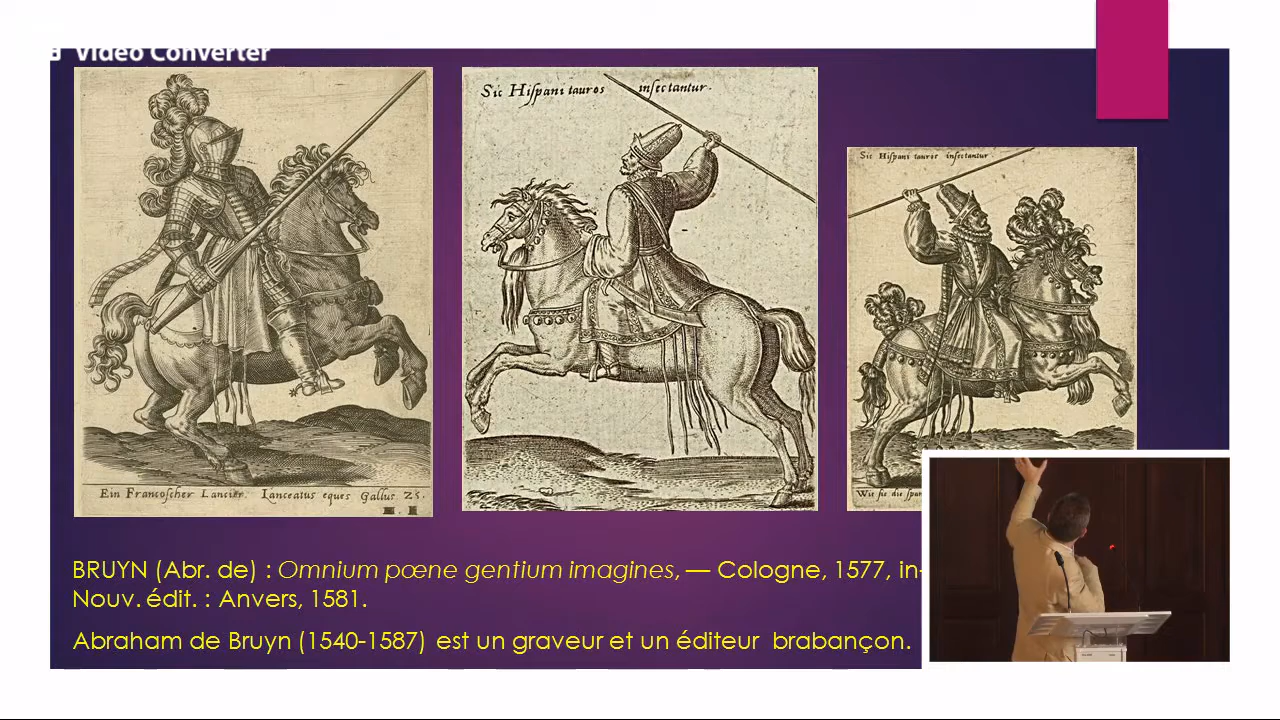 Video Converter
Sic Hispani tauros insectantur.
Sic Hispani tauros insectantur
Ein Francoscher Lancier. Lanceatus eques Gallus 25.
Wie sie die span
BRUYN (Abr. de) : Omnium pœne gentium imagines, — Cologne, 1577, in-
Nouv. édit. : Anvers, 1581.
Abraham de Bruyn (1540-1587) est un graveur et un éditeur brabançon.